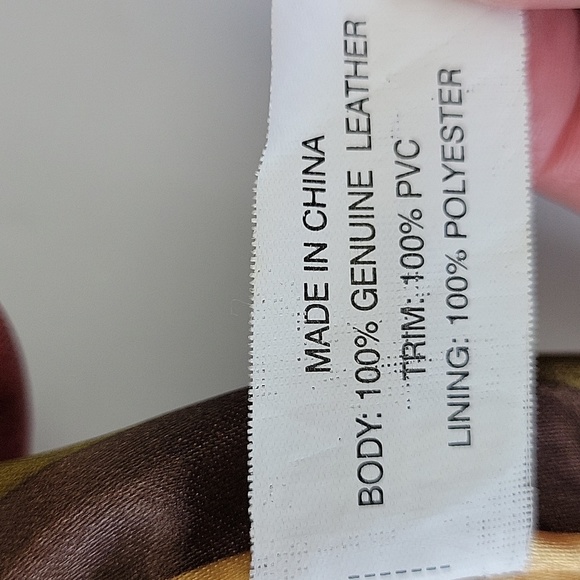 MADE IN CHINA
BODY: 100% GENUINE LEATHER
TRIM: 100% PVC
LINING: 100% POLYESTER